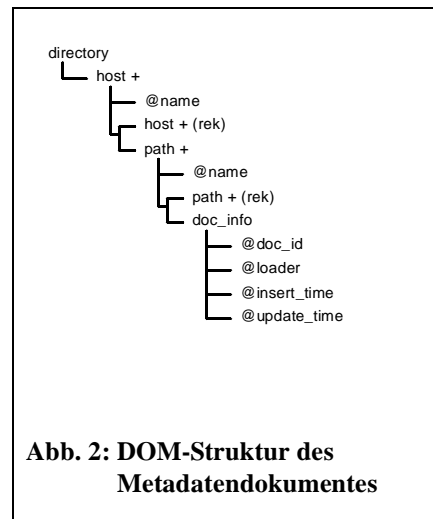 directory
host +
@name
host + (rek)
path +
@name
path + (rek)
doc_info
@doc_id
@loader
@insert_time
@update_time
Abb. 2: DOM-Struktur des
Metadatendokumentes